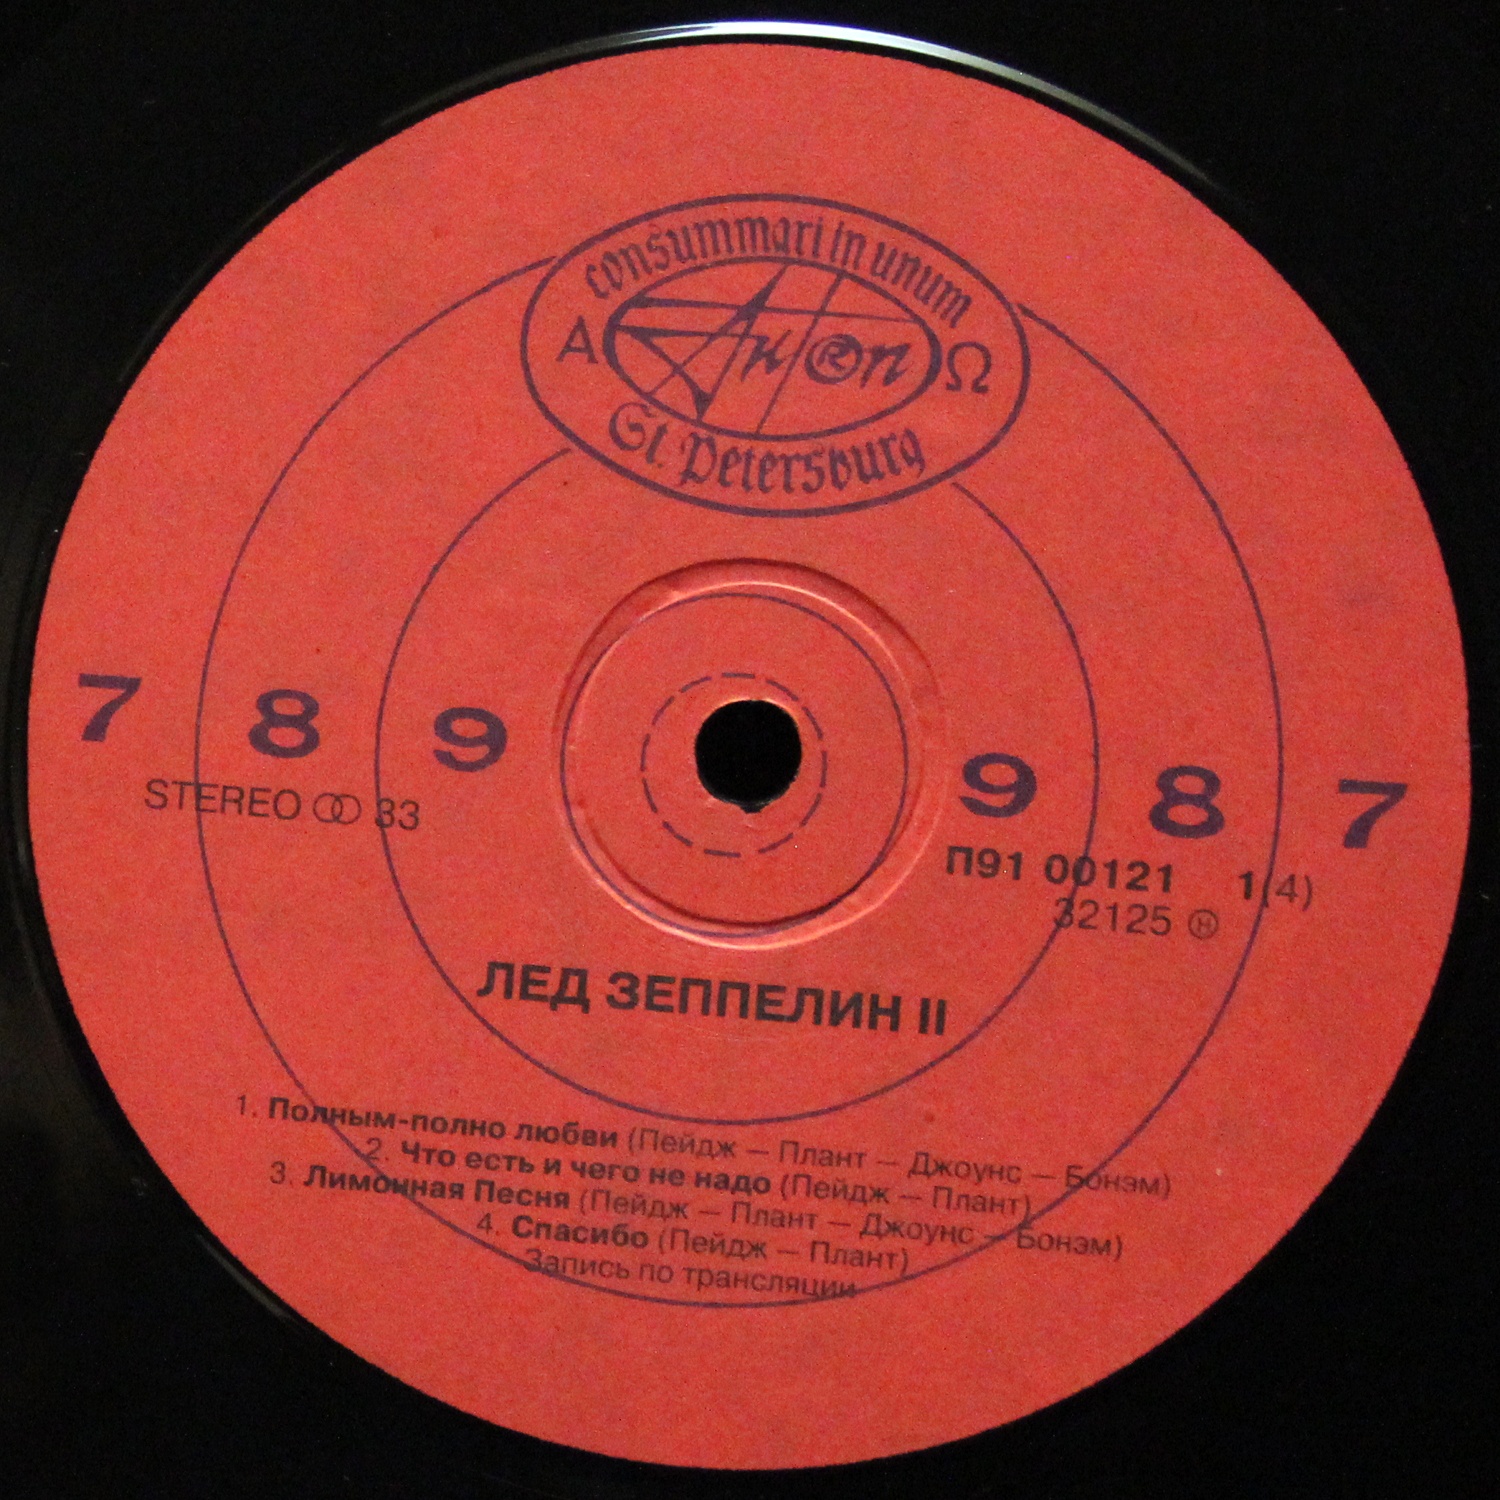 consummari in unum
А АнтRоп Ω
St. Petersburg
7 8 9 9 8 7
STEREO 33
П91 00121 1(4)
32125 Ⓗ
ЛЕД ЗЕППЕЛИН II
1. Полным-полно любви (Пейдж – Плант – Джоунс – Бонэм)
2. Что есть и чего не надо (Пейдж – Плант)
3. Лимонная Песня (Пейдж – Плант – Джоунс – Бонэм)
4. Спасибо (Пейдж – Плант)
Запись по трансляции